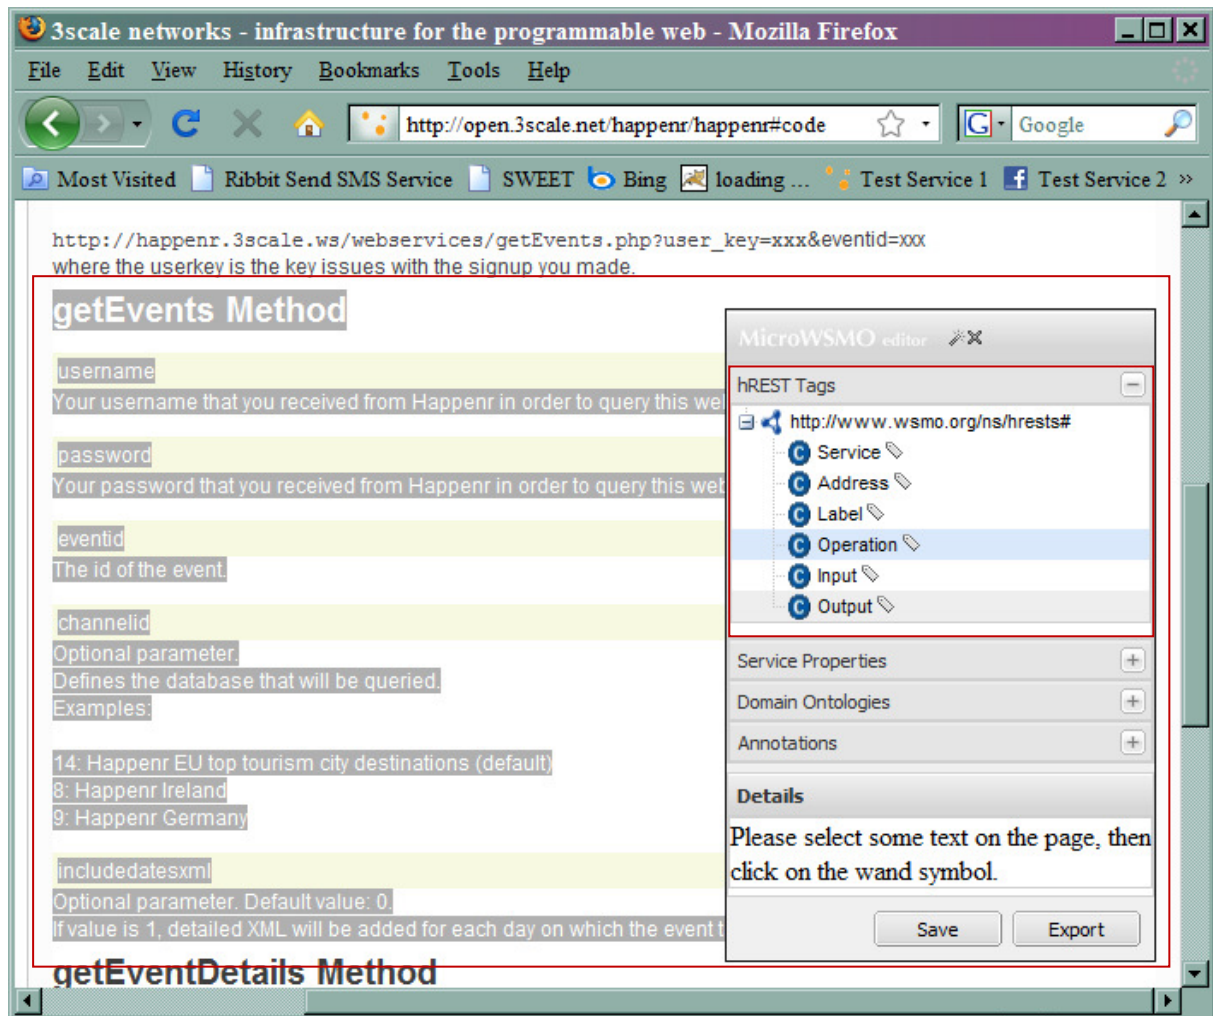 3scale networks - infrastructure for the programmable web - Mozilla Firefox
File Edit View History Bookmarks Tools Help
http://open.3scale.net/happenr/happenr#code
G Google
Most Visited Ribbit Send SMS Service SWEET Bing loading ... Test Service 1 Test Service 2 »
http://happenr.3scale.ws/webservices/getEvents.php?user_key=xxx&eventid=xxx
where the userkey is the key issues with the signup you made.
getEvents Method
username
Your username that you received from Happenr in order to query this we
password
Your password that you received from Happenr in order to query this wet
eventid
The id of the event.
channelid
Optional parameter.
Defines the database that will be queried.
Examples:
14: Happenr EU top tourism city destinations (default)
8: Happenr Ireland
9: Happenr Germany
includedatesxml
Optional parameter. Default value: 0.
If value is 1, detailed XML will be added for each day on which the event t
getEventDetails Method
MicroWSMO editor
hREST Tags
http://www.wsmo.org/ns/hrests#
C Service
C Address
C Label
C Operation
C Input
C Output
Service Properties
Domain Ontologies
Annotations
Details
Please select some text on the page, then
click on the wand symbol.
Save Export